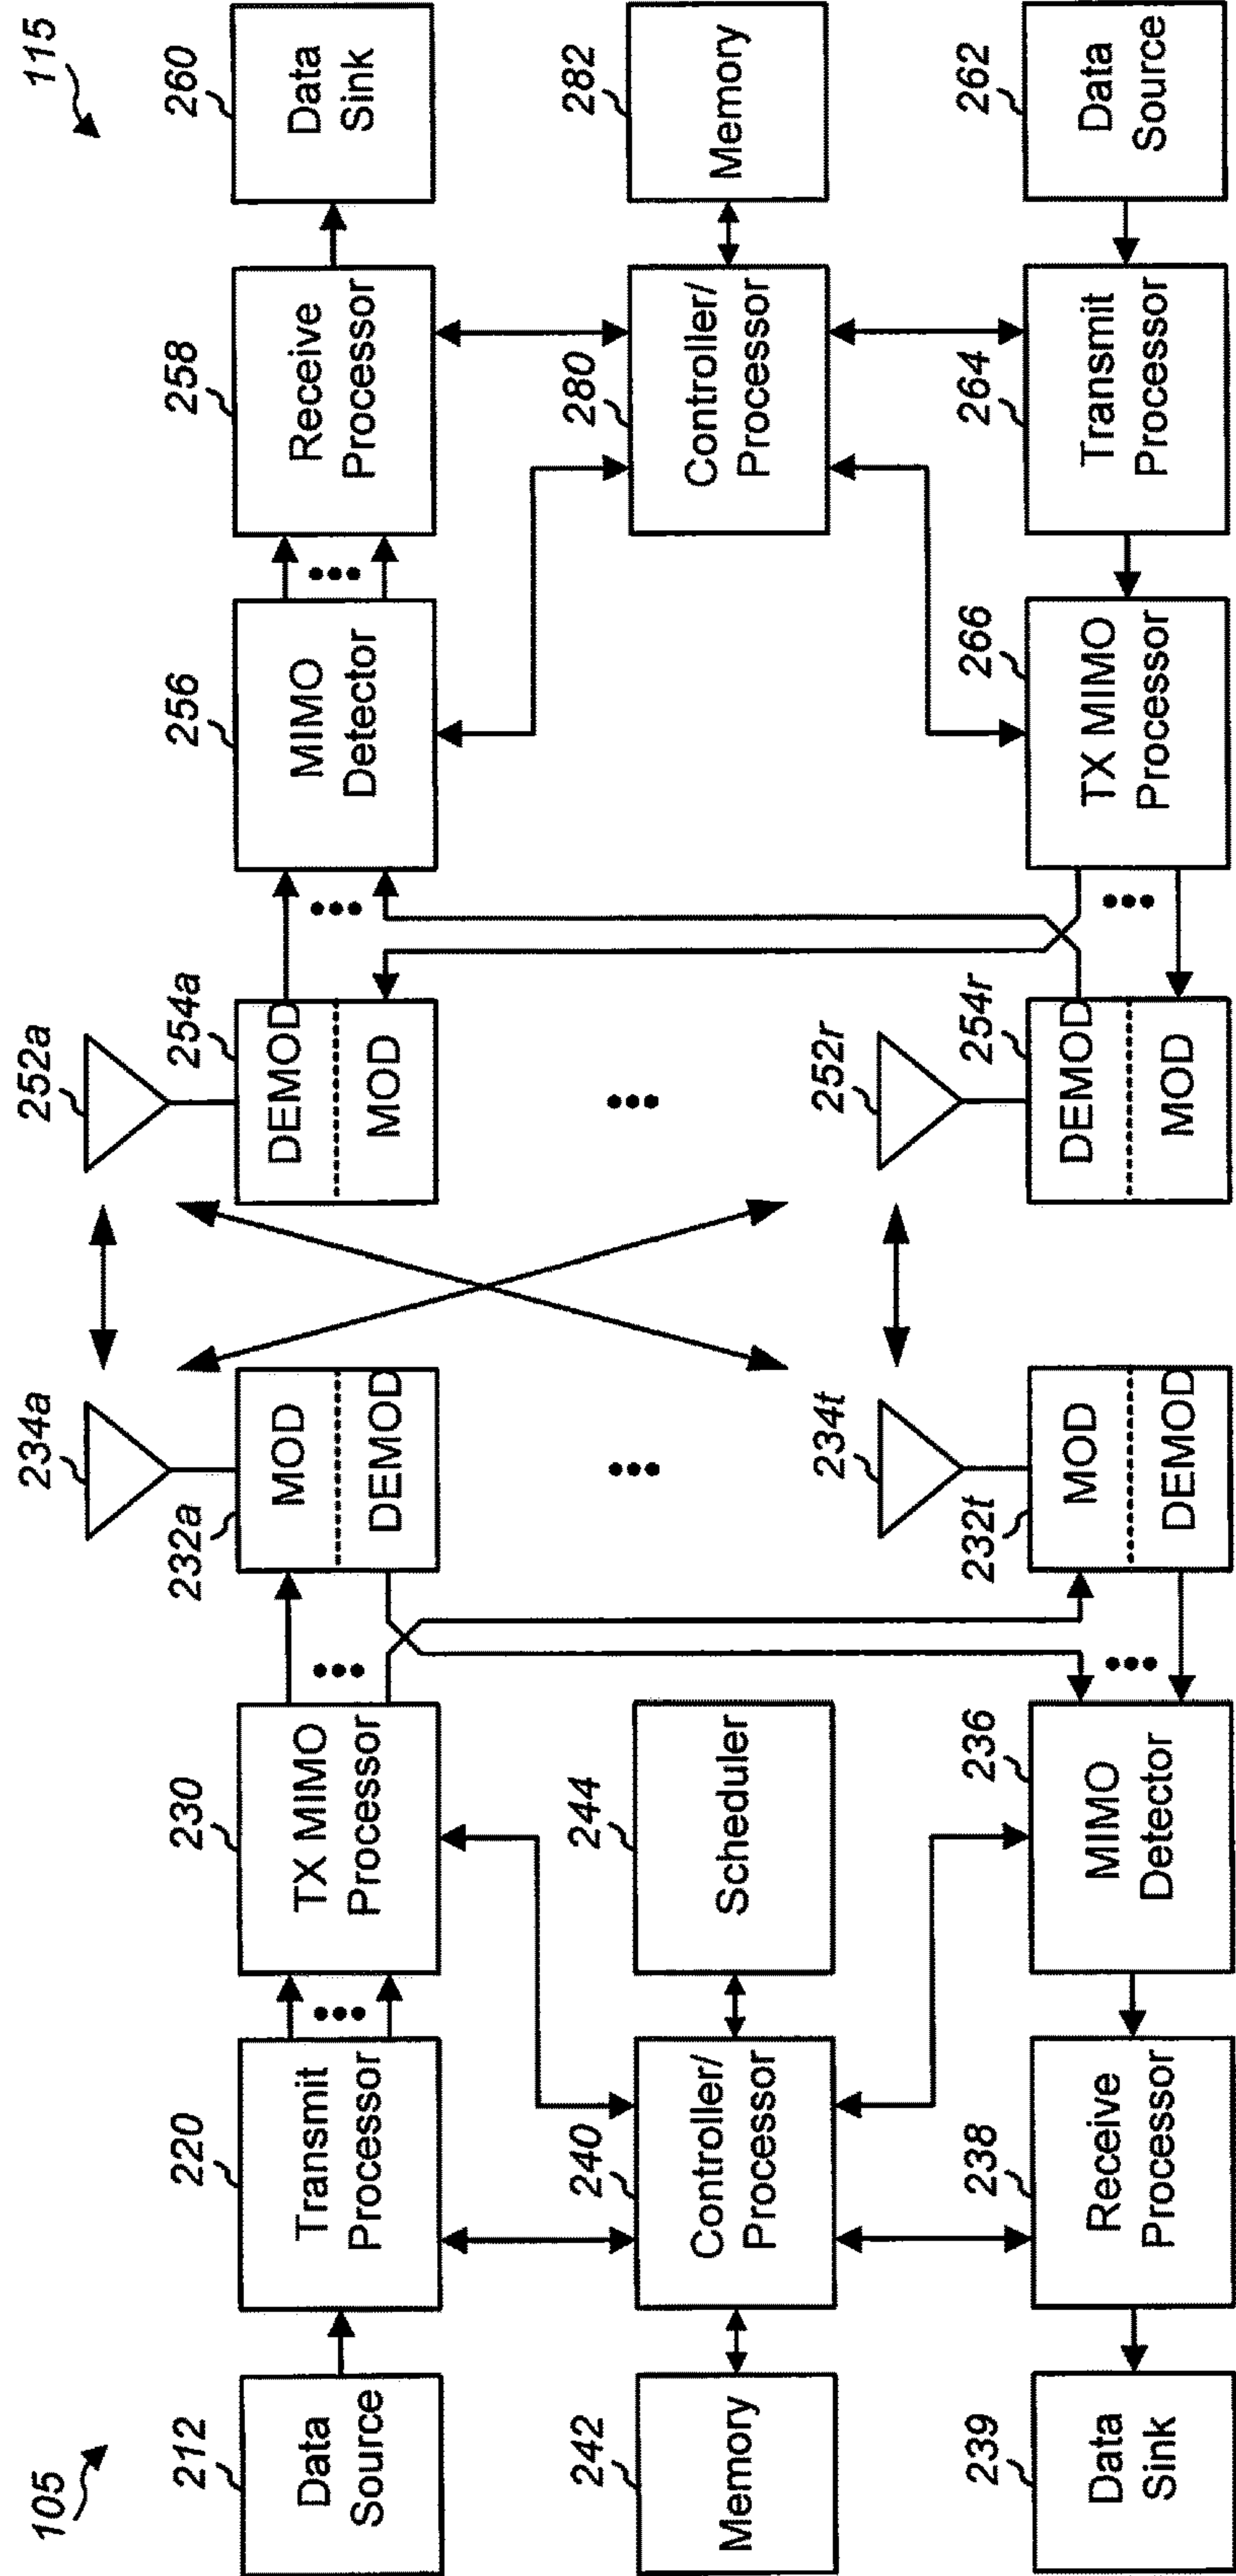 105
115
212
Data
Source
220
Transmit
Processor
230
TX MIMO
Processor
232a
MOD
DEMOD
234a
252a
254a
DEMOD
MOD
256
MIMO
Detector
258
Receive
Processor
260
Data
Sink
242
Memory
240
Controller/
Processor
244
Scheduler
280
Controller/
Processor
282
Memory
239
Data
Sink
238
Receive
Processor
236
MIMO
Detector
232t
MOD
DEMOD
234t
252r
254r
DEMOD
MOD
266
TX MIMO
Processor
264
Transmit
Processor
262
Data
Source